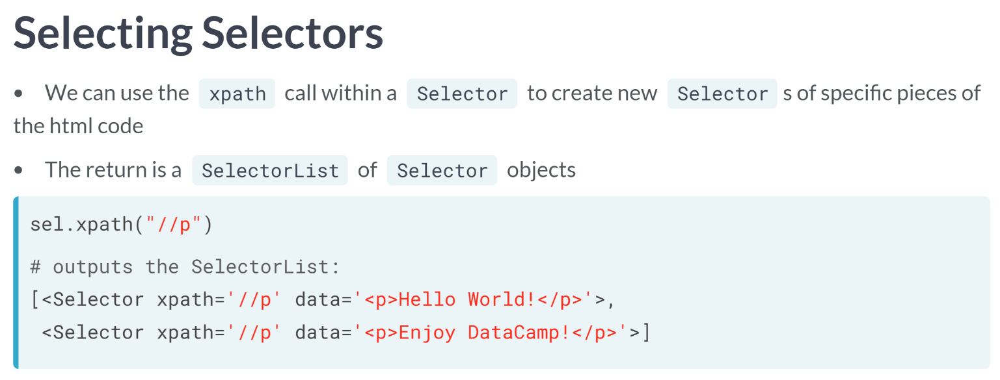 Selecting Selectors
• We can use the xpath call within a Selector to create new Selector s of specific pieces of
the html code
• The return is a SelectorList of Selector objects
sel.xpath("//p")
# outputs the SelectorList:
[<Selector xpath='//p' data='<p>Hello World!</p>'>,
 <Selector xpath='//p' data='<p>Enjoy DataCamp!</p>'>]